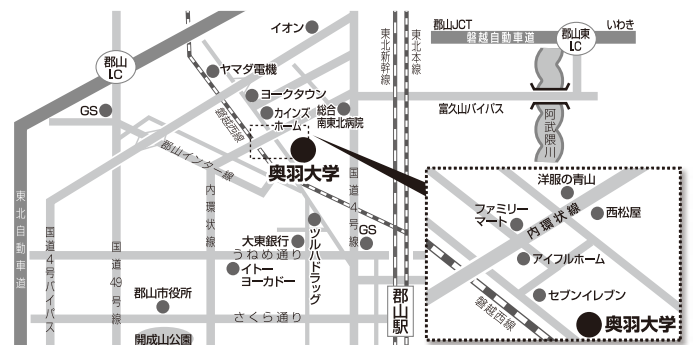 イオン
郡山
I.C
ヤマダ電機
ヨークタウン
カインズ
ホーム
総合
南東北病院
GS
磐越西線
郡山インター線
奥羽大学
東北新幹線
東北本線
郡山JCT
磐越自動車道
郡山東
I.C
いわき
富久山バイパス
阿武隈川
東北自動車道
国道4号バイパス
国道49号線
内環状線
国道4号線
大東銀行
うねめ通り
GS
ツルハドラッグ
イトー
ヨーカドー
郡山市役所
さくら通り
開成山公園
郡山駅
洋服の青山
ファミリー
マート
内環状線
西松屋
アイフルホーム
セブンイレブン
磐越西線
奥羽大学